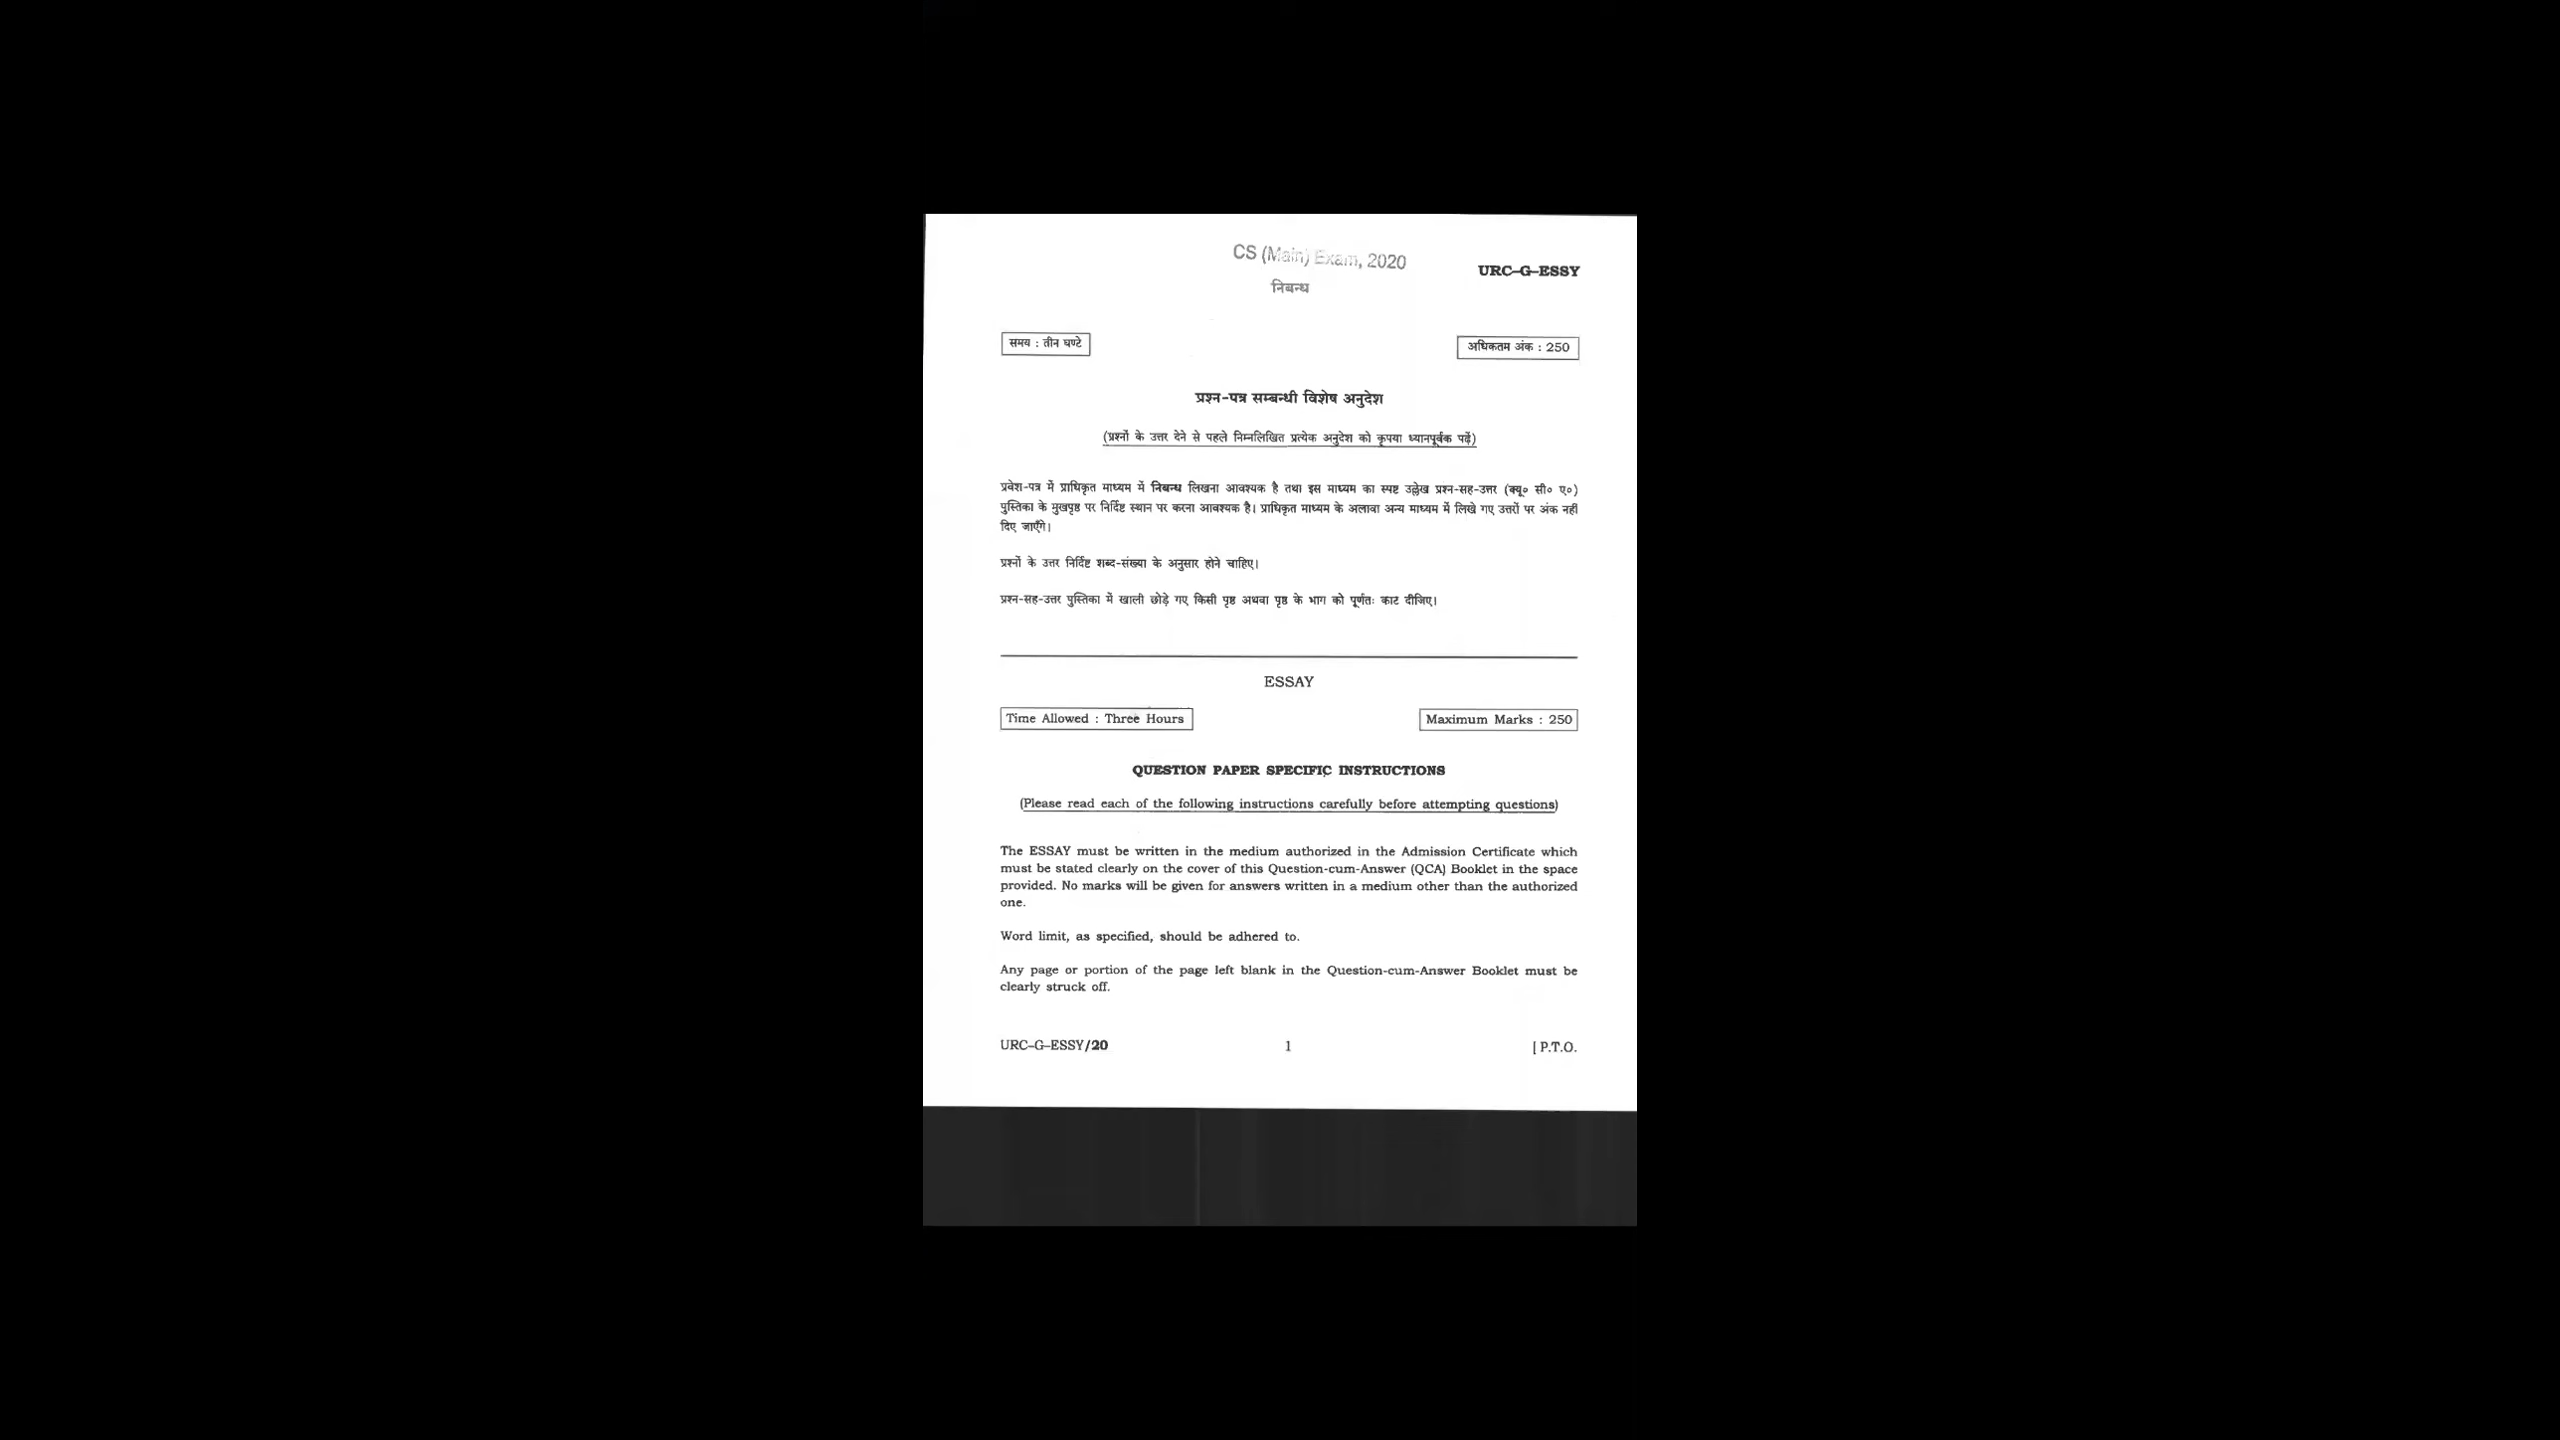 CS (Main) Exam, 2020
URC–G–ESSY
निबन्ध
समय : तीन घण्टे
अधिकतम अंक : 250
प्रश्न-पत्र सम्बन्धी विशेष अनुदेश
(प्रश्नों के उत्तर देने से पहले निम्नलिखित प्रत्येक अनुदेश को कृपया ध्यानपूर्वक पढ़ें)
प्रवेश-पत्र में प्राधिकृत माध्यम में निबन्ध लिखना आवश्यक है तथा इस माध्यम का स्पष्ट उल्लेख प्रश्न-सह-उत्तर (क्यू० सी० ए०)
पुस्तिका के मुखपृष्ठ पर निर्दिष्ट स्थान पर करना आवश्यक है। प्राधिकृत माध्यम के अलावा अन्य माध्यम में लिखे गए उत्तरों पर अंक नहीं
दिए जाएँगे।
प्रश्नों के उत्तर निर्दिष्ट शब्द-संख्या के अनुसार होने चाहिए।
प्रश्न-सह-उत्तर पुस्तिका में खाली छोड़े गए किसी पृष्ठ अथवा पृष्ठ के भाग को पूर्णतः काट दीजिए।
ESSAY
Time Allowed : Three Hours
Maximum Marks : 250
QUESTION PAPER SPECIFIC INSTRUCTIONS
(Please read each of the following instructions carefully before attempting questions)
The ESSAY must be written in the medium authorized in the Admission Certificate which
must be stated clearly on the cover of this Question-cum-Answer (QCA) Booklet in the space
provided. No marks will be given for answers written in a medium other than the authorized
one.
Word limit, as specified, should be adhered to.
Any page or portion of the page left blank in the Question-cum-Answer Booklet must be
clearly struck off.
URC–G–ESSY/20
1
[ P.T.O.